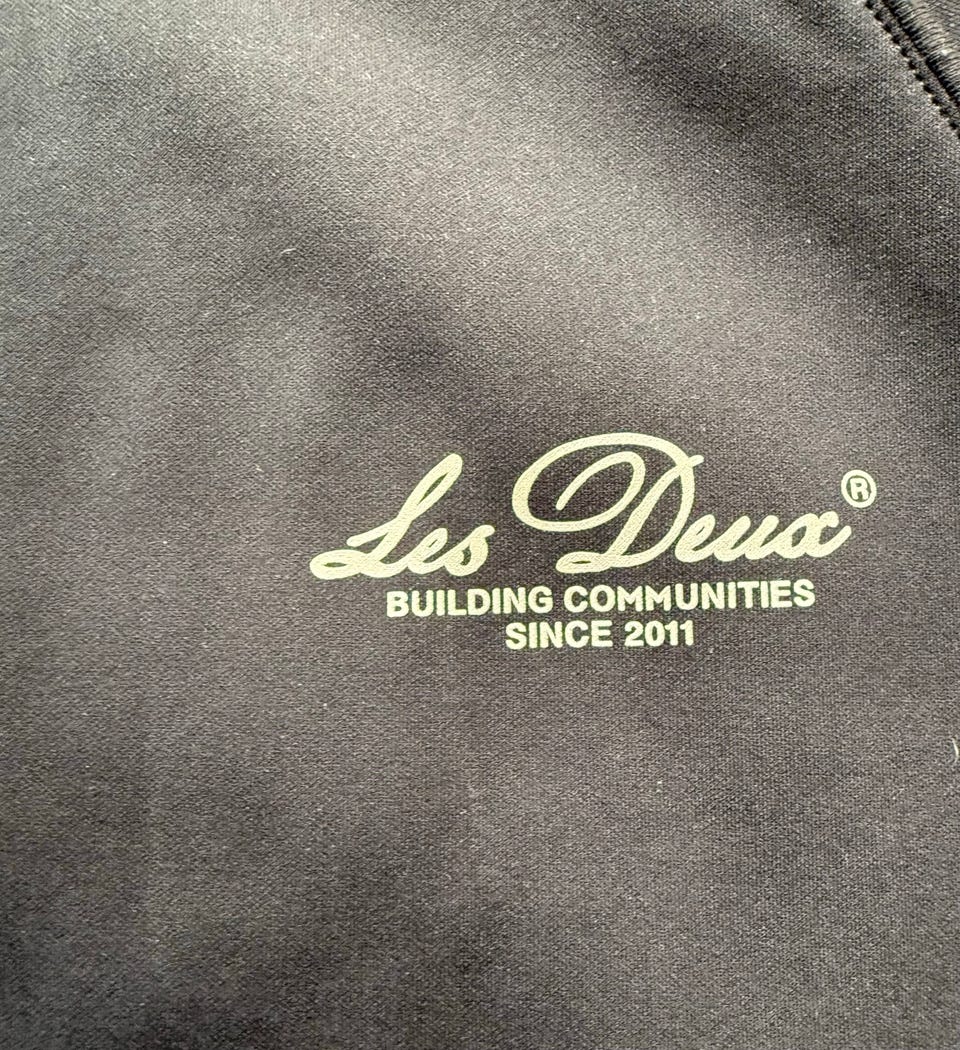 Les Deux®
BUILDING COMMUNITIES
SINCE 2011